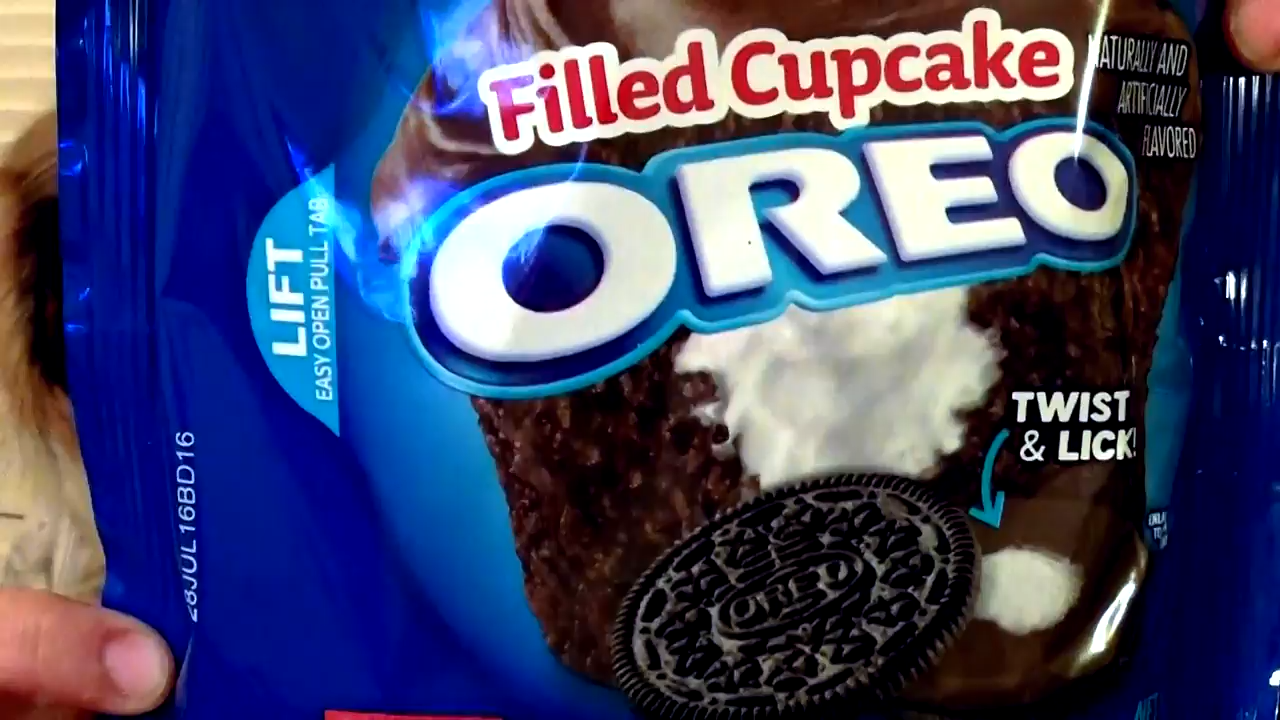 Filled Cupcake
NATURALLY AND
ARTIFICIALLY
FLAVORED
OREO
LIFT
EASY OPEN PULL TAB
TWIST
& LICK!
28JUL16BD16
OREO